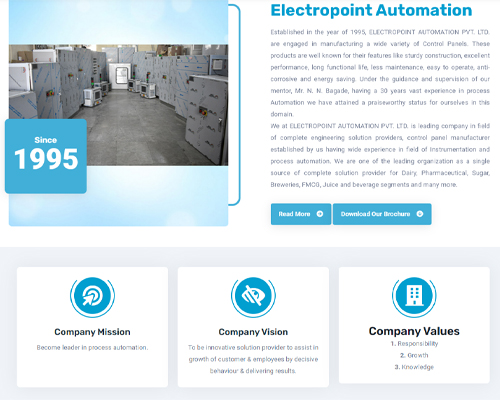 Electropoint Automation
Established in the year of 1995, ELECTROPOINT AUTOMATION PVT. LTD.
are engaged in manufacturing a wide variety of Control Panels. These
products are well known for their features like sturdy construction, excellent
performance, long functional life, less maintenance, easy to operate, anti-
corrosive and energy saving. Under the guidance and supervision of our
mentor, Mr. N. N. Bagade, having a 30 years vast experience in process
Automation we have attained a praiseworthy status for ourselves in this
domain.
We at ELECTROPOINT AUTOMATION PVT. LTD. is leading company in field
of complete engineering solution providers, control panel manufacturer
established by us having wide experience in field of Instrumentation and
process automation. We are one of the leading organization as a single
source of complete solution provider for Dairy, Pharmaceutical, Sugar,
Breweries, FMCG, Juice and beverage segments and many more.
Since
1995
Read More
Download Our Brochure
Company Mission
Become leader in process automation.
Company Vision
To be innovative solution provider to assist in
growth of customer & employees by decisive
behaviour & delivering results.
Company Values
1. Responsibility
2. Growth
3. Knowledge